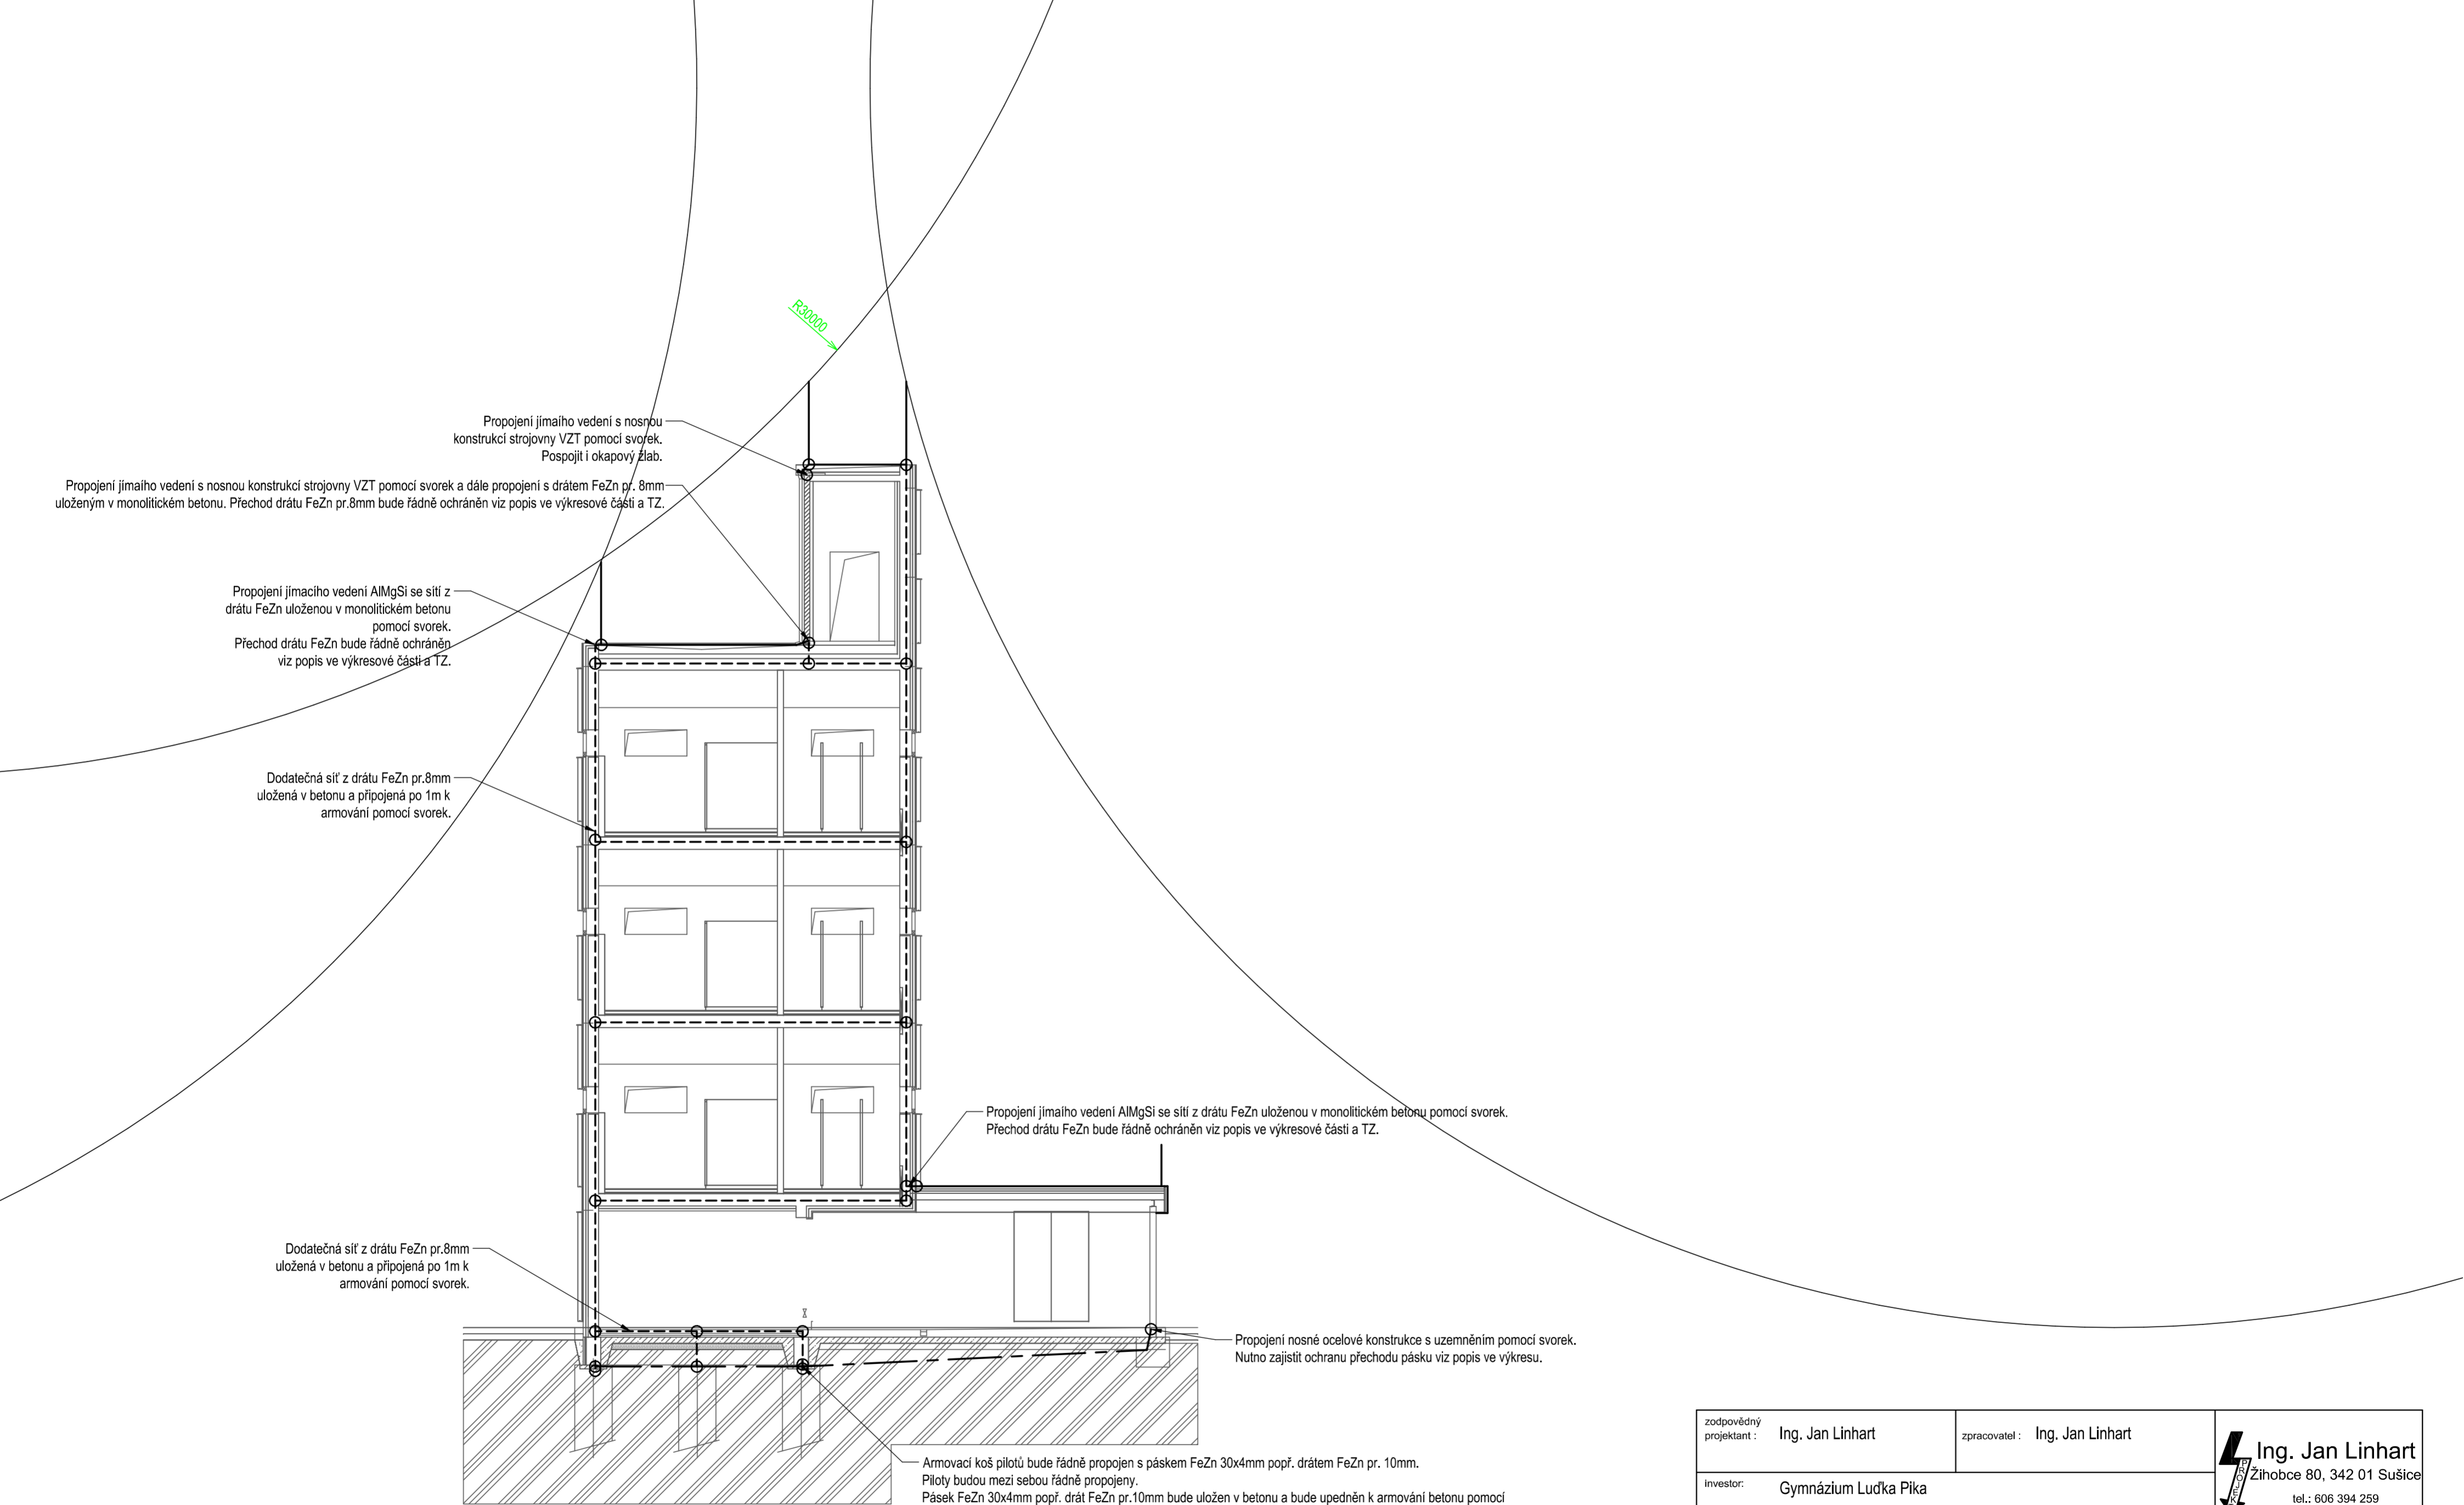 R30000
Propojení jímaího vedení s nosnou
konstrukcí strojovny VZT pomocí svorek.
Pospojit i okapový žlab.
Propojení jímaího vedení s nosnou konstrukcí strojovny VZT pomocí svorek a dále propojení s drátem FeZn pr. 8mm
uloženým v monolitickém betonu. Přechod drátu FeZn pr.8mm bude řádně ochráněn viz popis ve výkresové části a TZ.
Propojení jímacího vedení AlMgSi se sítí z
drátu FeZn uloženou v monolitickém betonu
pomocí svorek.
Přechod drátu FeZn bude řádně ochráněn
viz popis ve výkresové části a TZ.
Dodatečná síť z drátu FeZn pr.8mm
uložená v betonu a připojená po 1m k
armování pomocí svorek.
Propojení jímaího vedení AlMgSi se sítí z drátu FeZn uloženou v monolitickém betonu pomocí svorek.
Přechod drátu FeZn bude řádně ochráněn viz popis ve výkresové části a TZ.
Dodatečná síť z drátu FeZn pr.8mm
uložená v betonu a připojená po 1m k
armování pomocí svorek.
Propojení nosné ocelové konstrukce s uzemněním pomocí svorek.
Nutno zajistit ochranu přechodu pásku viz popis ve výkresu.
Armovací koš pilotů bude řádně propojen s páskem FeZn 30x4mm popř. drátem FeZn pr. 10mm.
Piloty budou mezi sebou řádně propojeny.
Pásek FeZn 30x4mm popř. drát FeZn pr.10mm bude uložen v betonu a bude upedněn k armování betonu pomocí
zodpovědný
projektant : Ing. Jan Linhart
zpracovatel : Ing. Jan Linhart
investor: Gymnázium Luďka Pika
Ing. Jan Linhart
Žihobce 80, 342 01 Sušice
tel.: 606 394 259